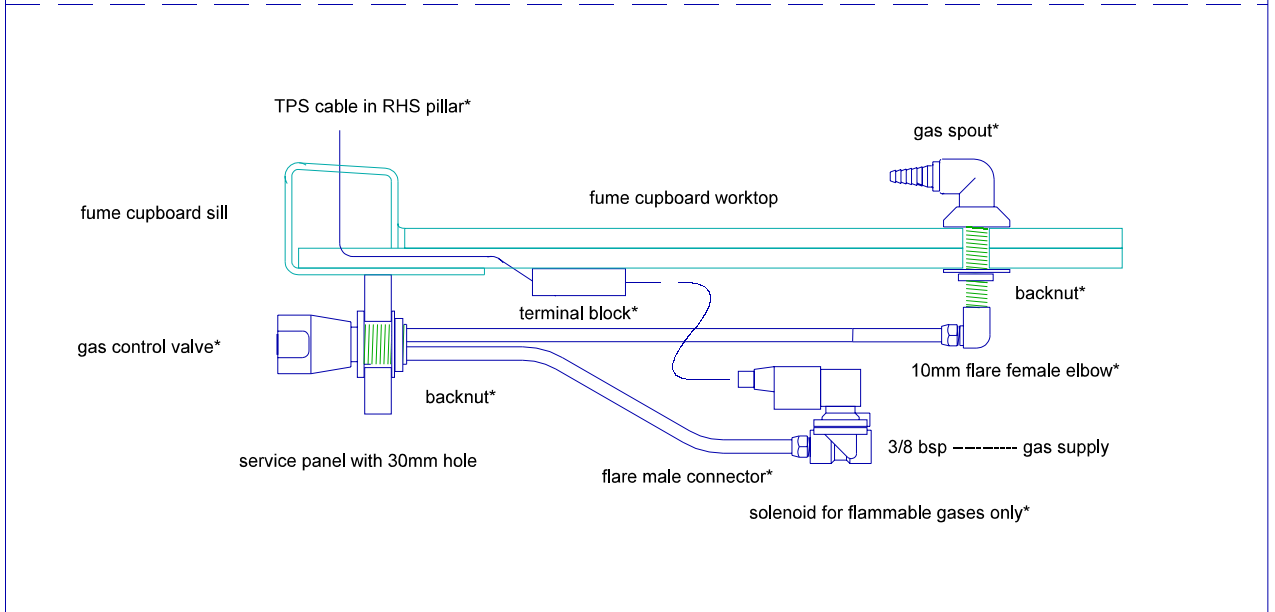 TPS cable in RHS pillar*
gas spout*
fume cupboard sill
fume cupboard worktop
backnut*
terminal block*
gas control valve*
10mm flare female elbow*
backnut*
3/8 bsp ---------- gas supply
service panel with 30mm hole
flare male connector*
solenoid for flammable gases only*